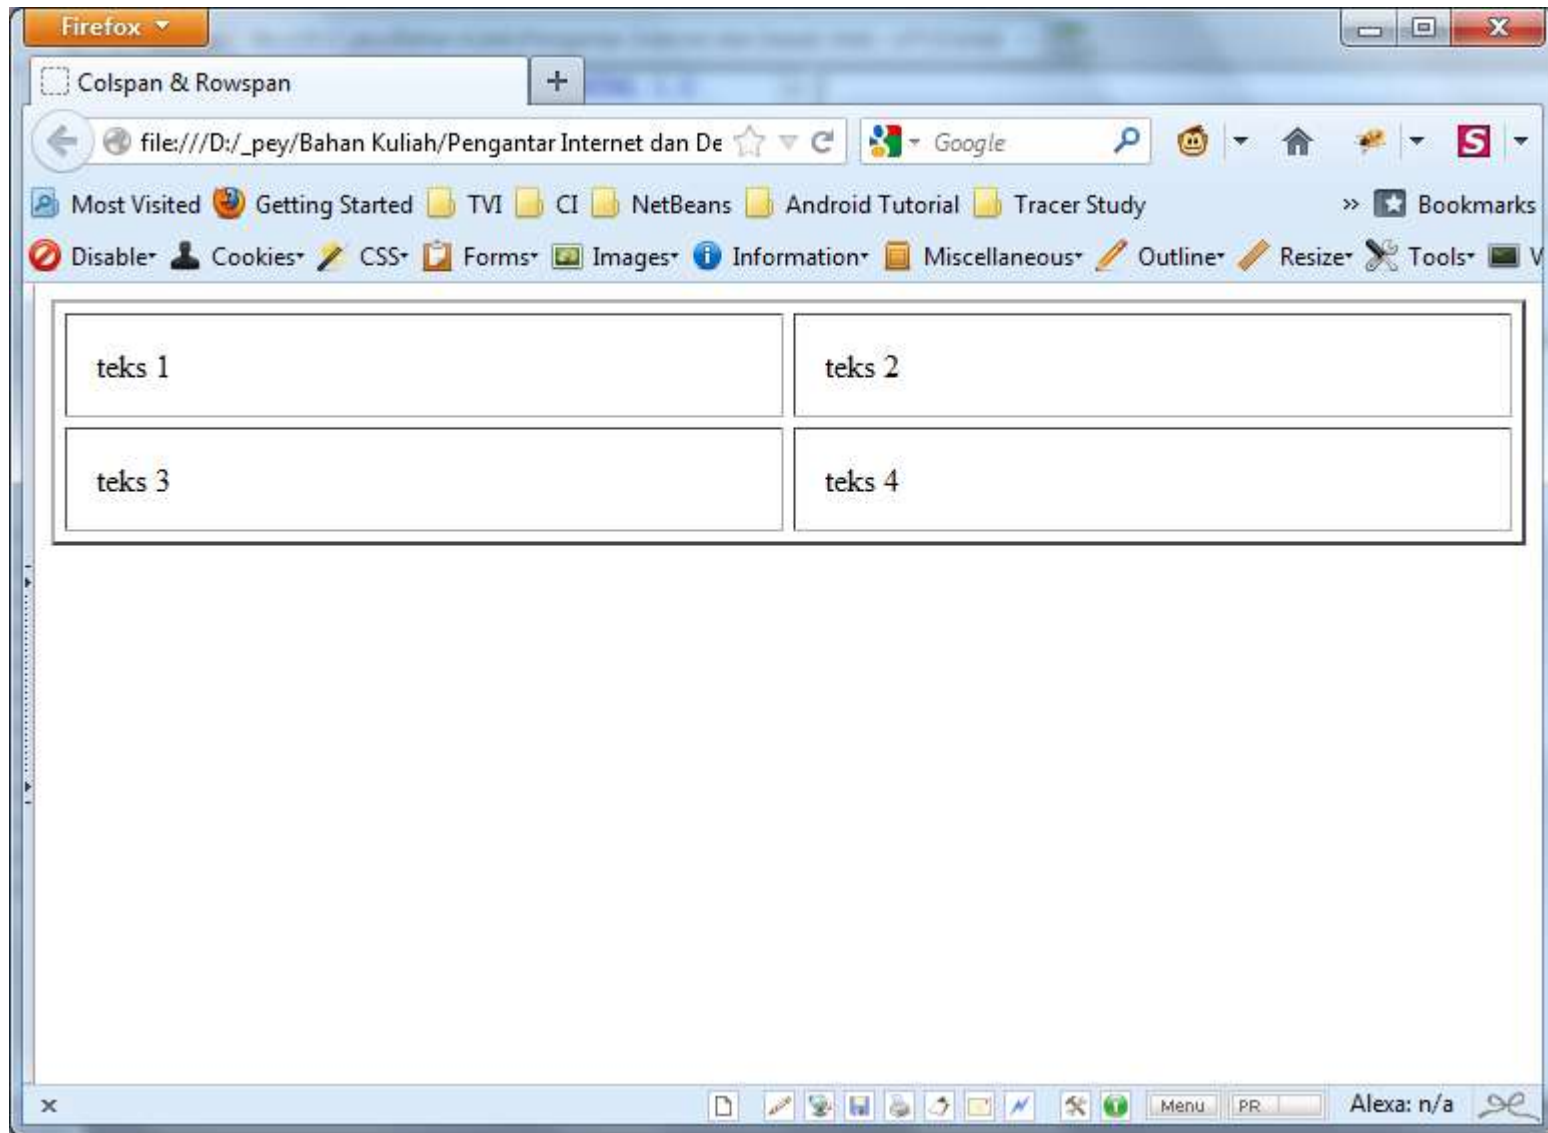 Firefox
Colspan & Rowspan
file:///D:/_pey/Bahan Kuliah/Pengantar Internet dan De
Google
S
Most Visited Getting Started TVI CI NetBeans Android Tutorial Tracer Study » Bookmarks
Disable Cookies CSS Forms Images Information Miscellaneous Outline Resize Tools V
teks 1 teks 2
teks 3 teks 4
Menu PR Alexa: n/a